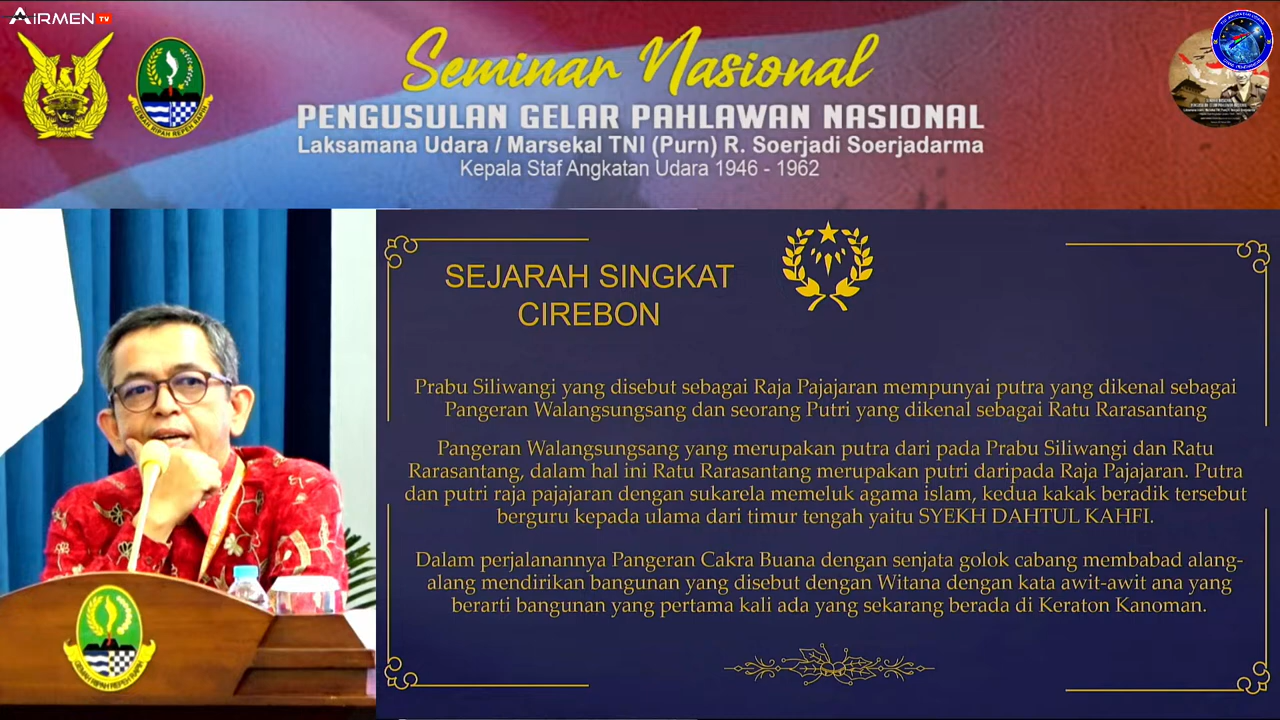 AiRMEN TV
Seminar Nasional
PENGUSULAN GELAR PAHLAWAN NASIONAL
Laksamana Udara / Marsekal TNI (Purn) R. Soerjadi Soerjadarma
Kepala Staf Angkatan Udara 1946 - 1962
SEJARAH SINGKAT
CIREBON
Prabu Siliwangi yang disebut sebagai Raja Pajajaran mempunyai putra yang dikenal sebagai
Pangeran Walangsungsang dan seorang Putri yang dikenal sebagai Ratu Rarasantang
Pangeran Walangsungsang yang merupakan putra dari pada Prabu Siliwangi dan Ratu
Rarasantang, dalam hal ini Ratu Rarasantang merupakan putri daripada Raja Pajajaran. Putra
dan putri raja pajajaran dengan sukarela memeluk agama islam, kedua kakak beradik tersebut
berguru kepada ulama dari timur tengah yaitu SYEKH DAHTUL KAHFI.
Dalam perjalanannya Pangeran Cakra Buana dengan senjata golok cabang membabad alang-
alang mendirikan bangunan yang disebut dengan Witana dengan kata awit-awit ana yang
berarti bangunan yang pertama kali ada yang sekarang berada di Keraton Kanoman.
GEMAH RIPAH REPEH RAPIH